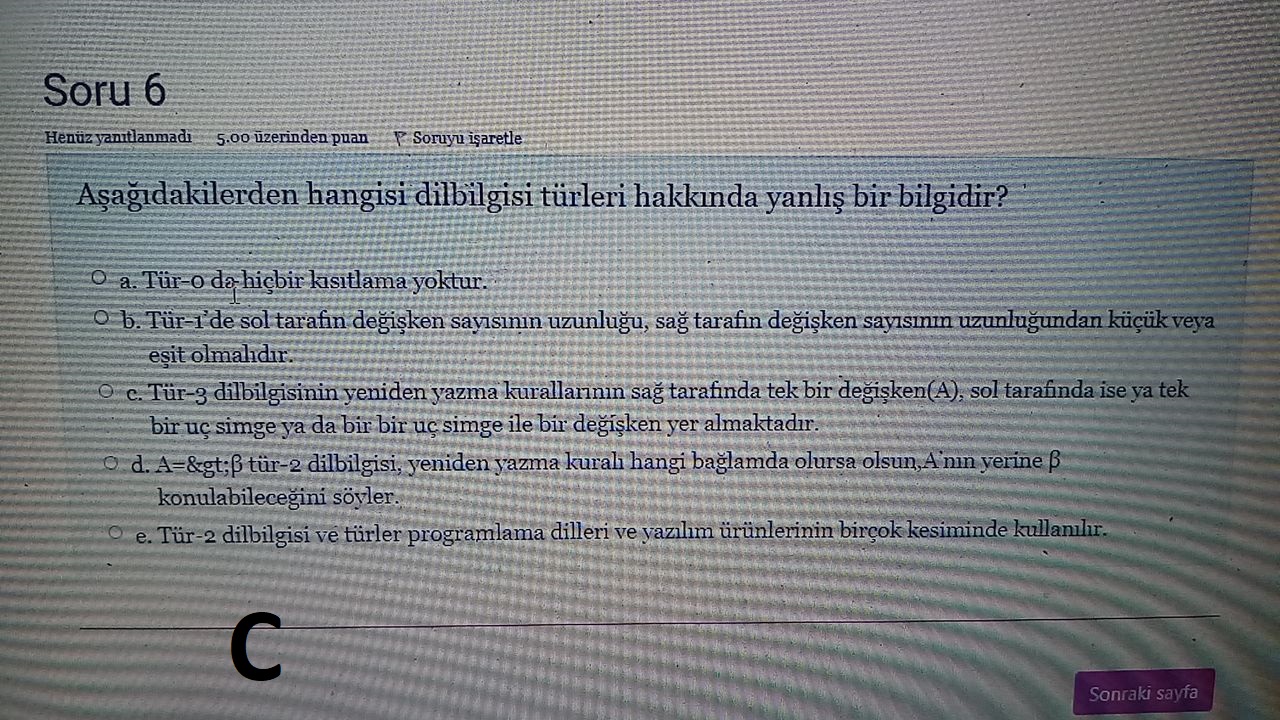 Soru 6
Henüz yanıtlanmadı 5.00 üzerinden puan Soruyu işaretle
Aşağıdakilerden hangisi dilbilgisi türleri hakkında yanlış bir bilgidir?
a. Tür-0 da hiçbir kısıtlama yoktur.
b. Tür-1'de sol tarafın değişken sayısının uzunluğu, sağ tarafın değişken sayısının uzunluğundan küçük veya
eşit olmalıdır.
c. Tür-3 dilbilgisinin yeniden yazma kurallarının sağ tarafında tek bir değişken(A), sol tarafında ise ya tek
bir uç simge ya da bir bir uç simge ile bir değişken yer almaktadır.
d. A=&gt;β tür-2 dilbilgisi, yeniden yazma kuralı hangi bağlamda olursa olsun,A'nın yerine β
konulabileceğini söyler.
e. Tür-2 dilbilgisi ve türler programlama dilleri ve yazılım ürünlerinin birçok kesiminde kullanılır.
C
Sonraki sayfa